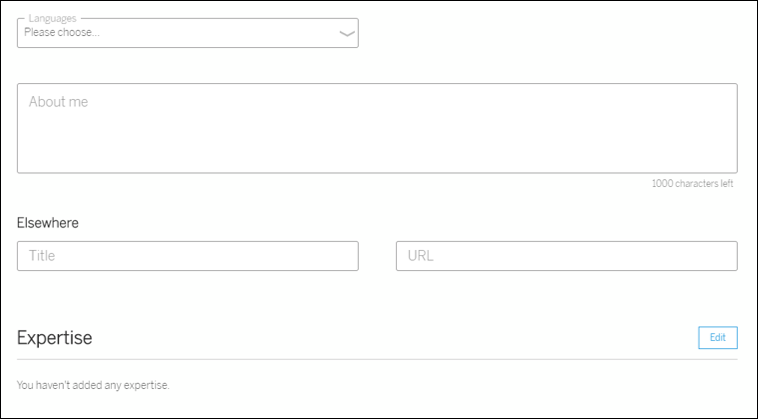 Languages
Please choose...
About me
1000 characters left
Elsewhere
Title
URL
Expertise
Edit
You haven't added any expertise.